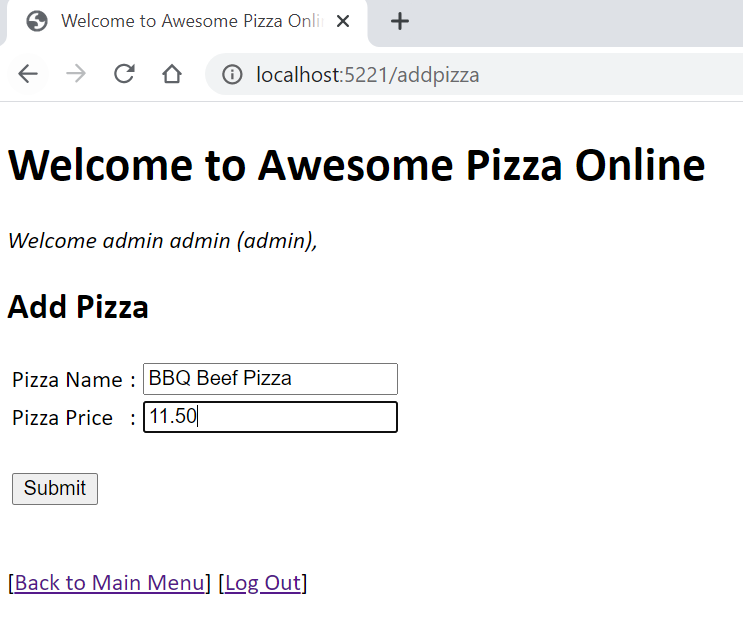 Welcome to Awesome Pizza Onli
localhost:5221/addpizza
Welcome to Awesome Pizza Online
Welcome admin admin (admin),
Add Pizza
Pizza Name : BBQ Beef Pizza
Pizza Price : 11.50
Submit
[Back to Main Menu] [Log Out]